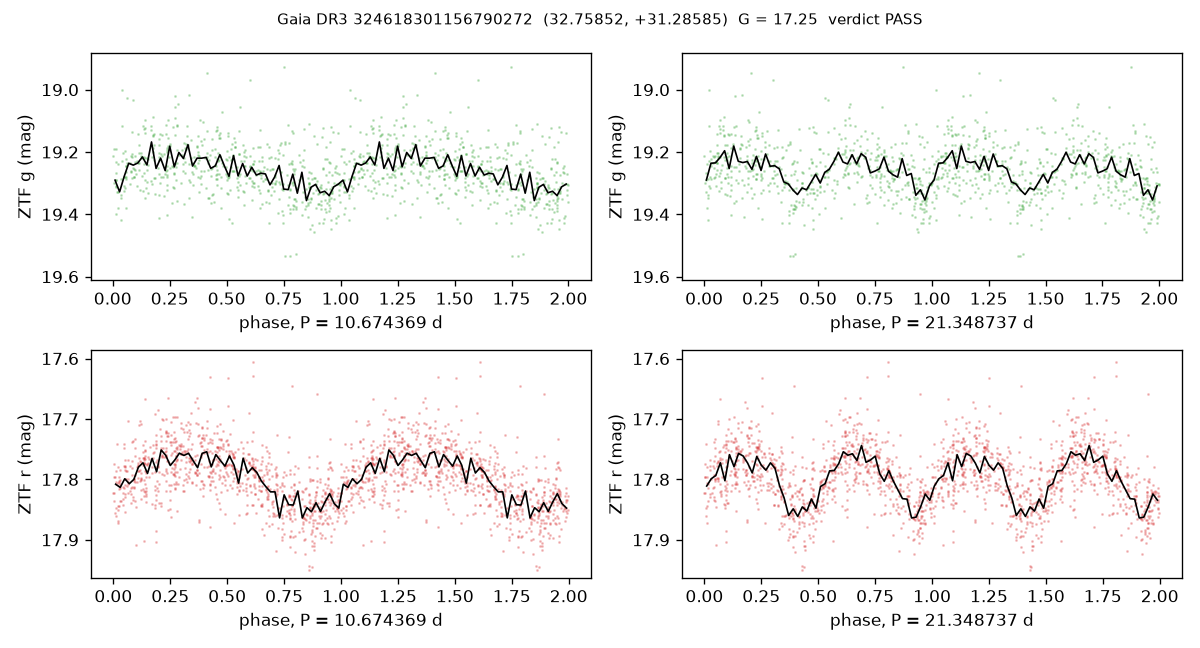 Gaia DR3 324618301156790272 (32.75852, +31.28585) G = 17.25 verdict PASS
ZTF g (mag)
19.0
19.2
19.4
19.6
0.00 0.25 0.50 0.75 1.00 1.25 1.50 1.75 2.00
phase, P = 10.674369 d
ZTF g (mag)
19.0
19.2
19.4
19.6
0.00 0.25 0.50 0.75 1.00 1.25 1.50 1.75 2.00
phase, P = 21.348737 d
ZTF r (mag)
17.6
17.7
17.8
17.9
0.00 0.25 0.50 0.75 1.00 1.25 1.50 1.75 2.00
phase, P = 10.674369 d
ZTF r (mag)
17.6
17.7
17.8
17.9
0.00 0.25 0.50 0.75 1.00 1.25 1.50 1.75 2.00
phase, P = 21.348737 d